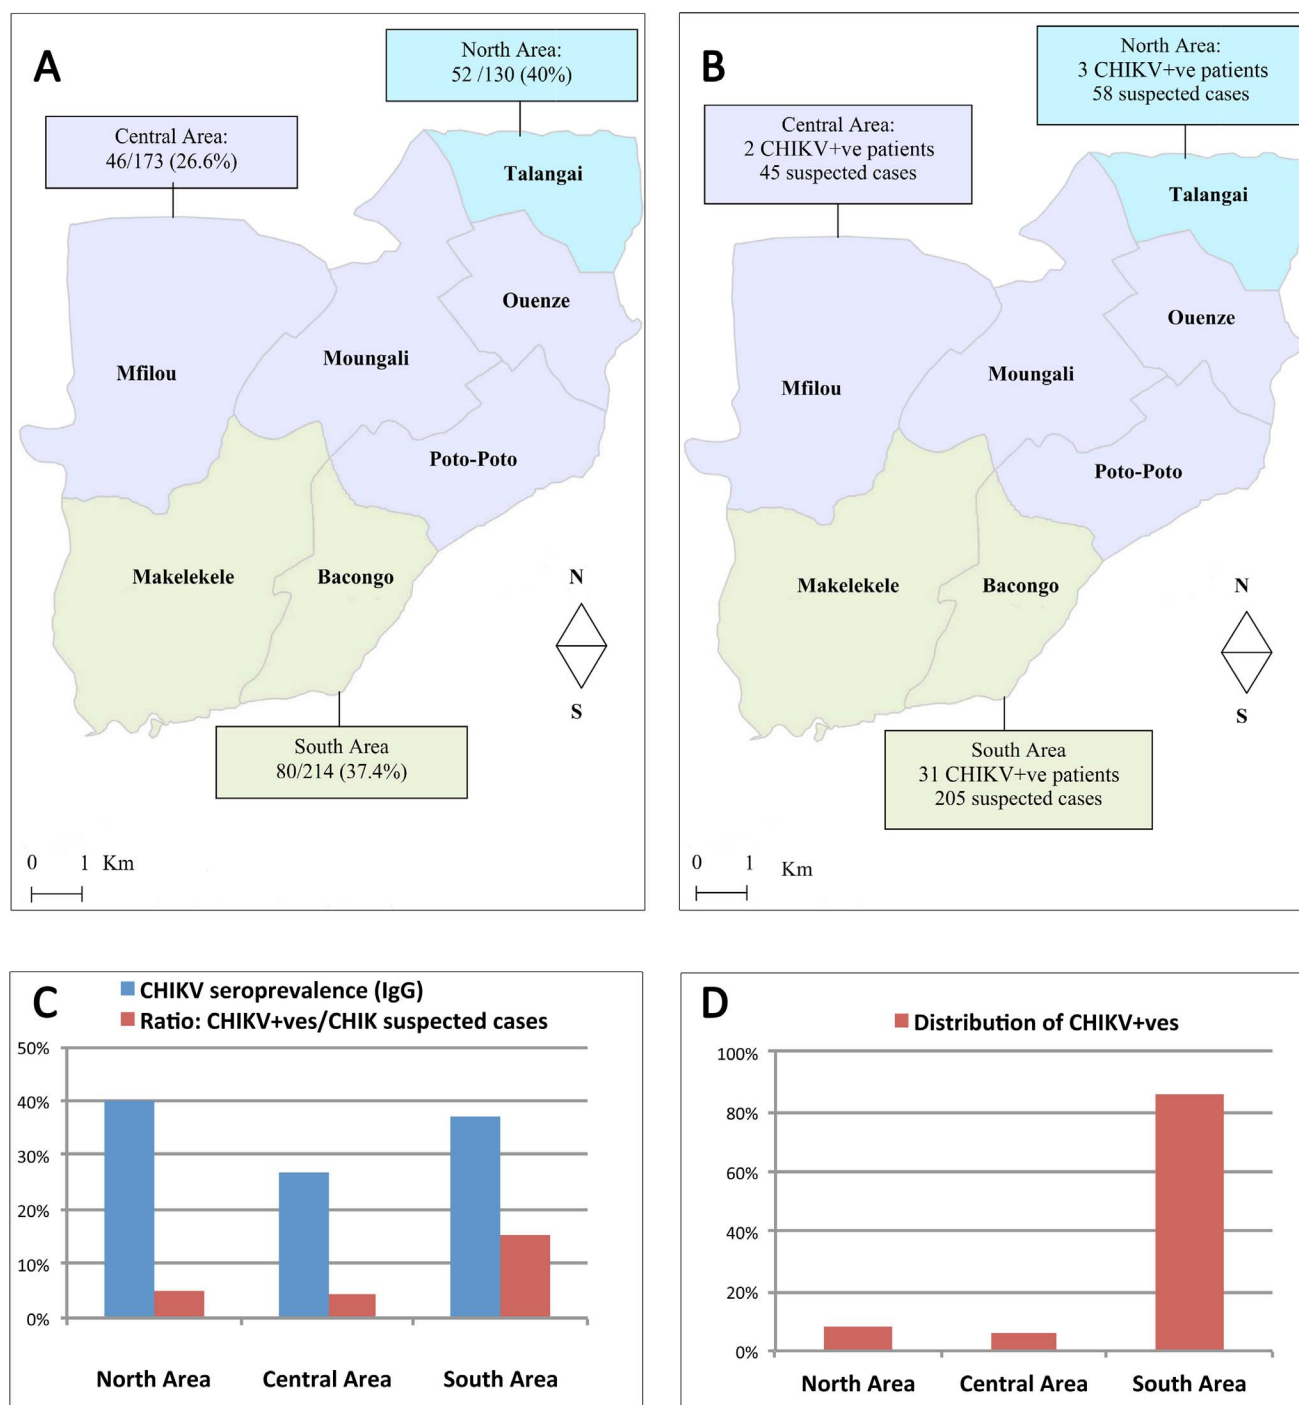 A
North Area:
52 /130 (40%)
Central Area:
46/173 (26.6%)
Talangai
Ouenze
Moungali
Mfilou
Poto-Poto
Makelekele
Bacongo
N
S
South Area
80/214 (37.4%)
0 1 Km
B
North Area:
3 CHIKV+ve patients
58 suspected cases
Central Area:
2 CHIKV+ve patients
45 suspected cases
Talangai
Ouenze
Moungali
Mfilou
Poto-Poto
Makelekele
Bacongo
N
S
South Area
31 CHIKV+ve patients
205 suspected cases
0 1 Km
C
CHIKV seroprevalence (IgG)
Ratio: CHIKV+ves/CHIK suspected cases
50%
40%
30%
20%
10%
0%
North Area Central Area South Area
D
Distribution of CHIKV+ves
100%
80%
60%
40%
20%
0%
North Area Central Area South Area